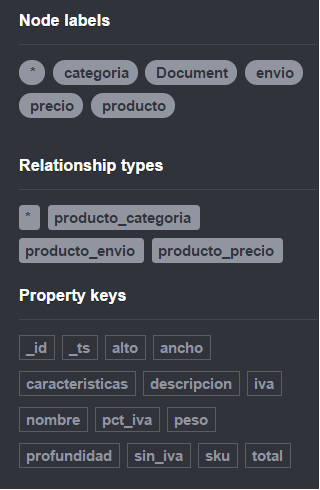 Node labels
* categoria Document envio
precio producto
Relationship types
* producto_categoria
producto_envio producto_precio
Property keys
_id _ts alto ancho
caracteristicas descripcion iva
nombre pct_iva peso
profundidad sin_iva sku total